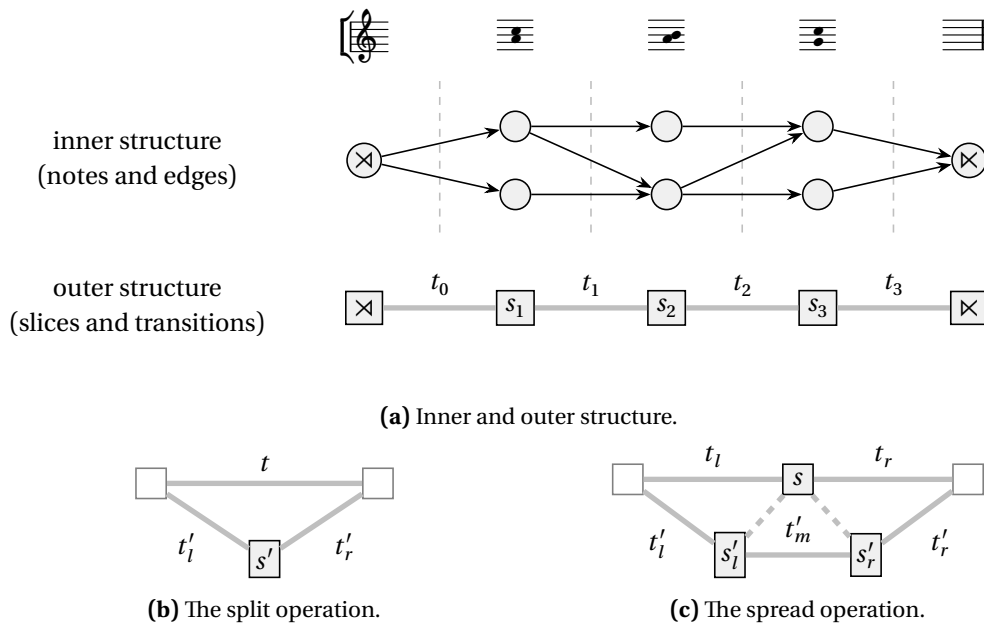 inner structure
(notes and edges)
⋊ ⋉
outer structure
(slices and transitions)
t₀ t₁ t₂ t₃
⋊ s₁ s₂ s₃ ⋉
(a) Inner and outer structure.
t
t′ₗ t′ᵣ
s′
(b) The split operation.
tₗ tᵣ
s
t′ₗ t′ₘ t′ᵣ
s′ₗ s′ᵣ
(c) The spread operation.